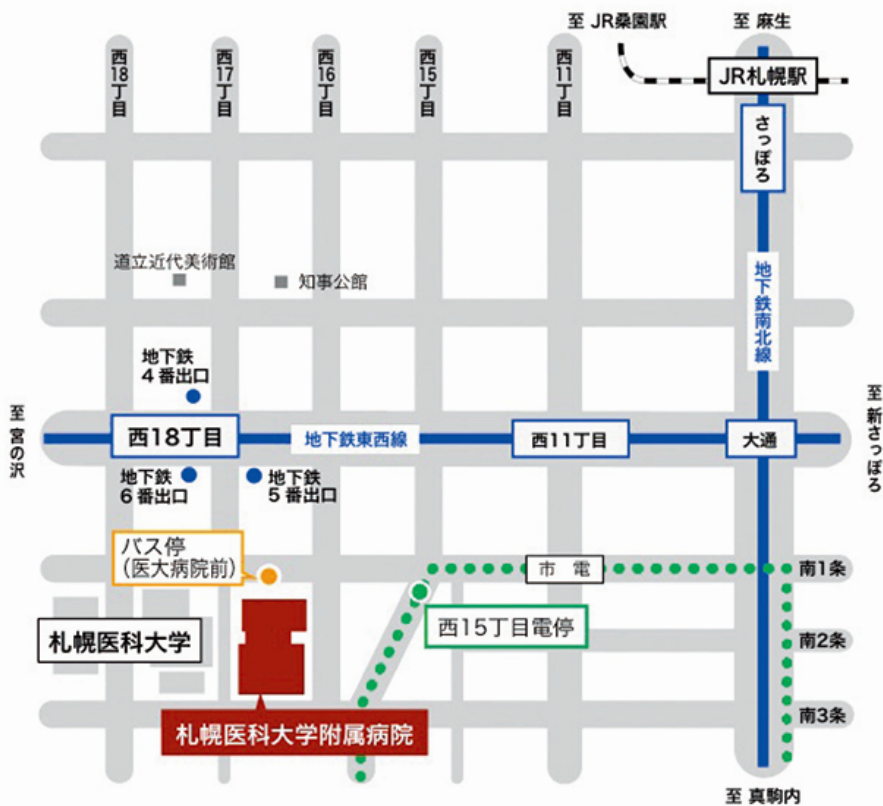 至 JR桑園駅
至 麻生
西18丁目
西17丁目
西16丁目
西15丁目
西11丁目
JR札幌駅
さっぽろ
道立近代美術館
知事公館
地下鉄南北線
地下鉄
4番出口
至 宮の沢
西18丁目
地下鉄東西線
西11丁目
大通
至 新さっぽろ
地下鉄
6番出口
地下鉄
5番出口
バス停
(医大病院前)
市 電
南1条
西15丁目電停
札幌医科大学
南2条
札幌医科大学附属病院
南3条
至 真駒内